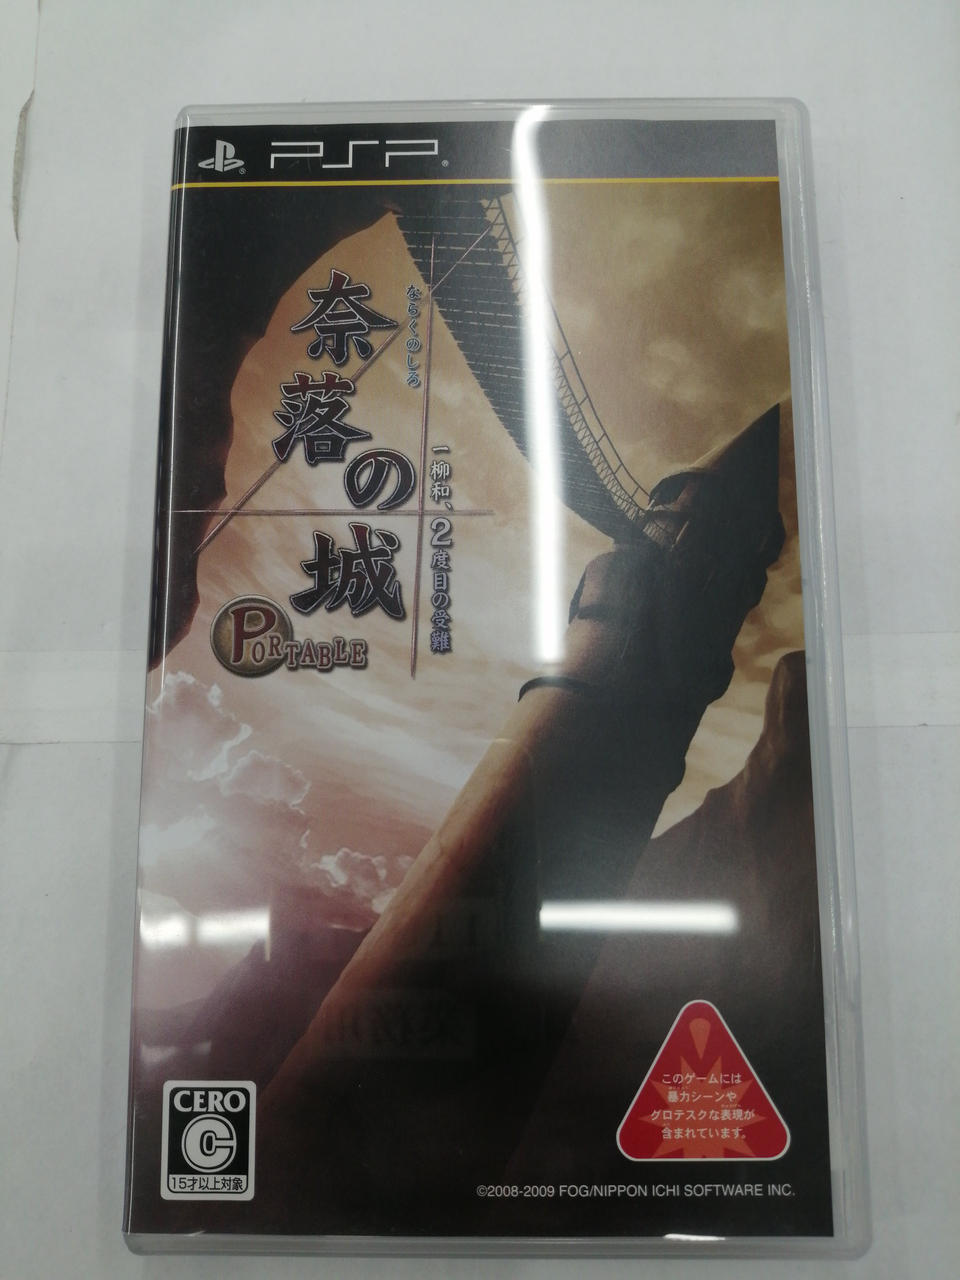 PSP®
奈落の城
ならくのしろ
一柳和、2度目の受難
PORTABLE
CERO
C
15才以上対象
このゲームには
暴力シーンや
グロテスクな表現が
含まれています。
©2008-2009 FOG/NIPPON ICHI SOFTWARE INC.